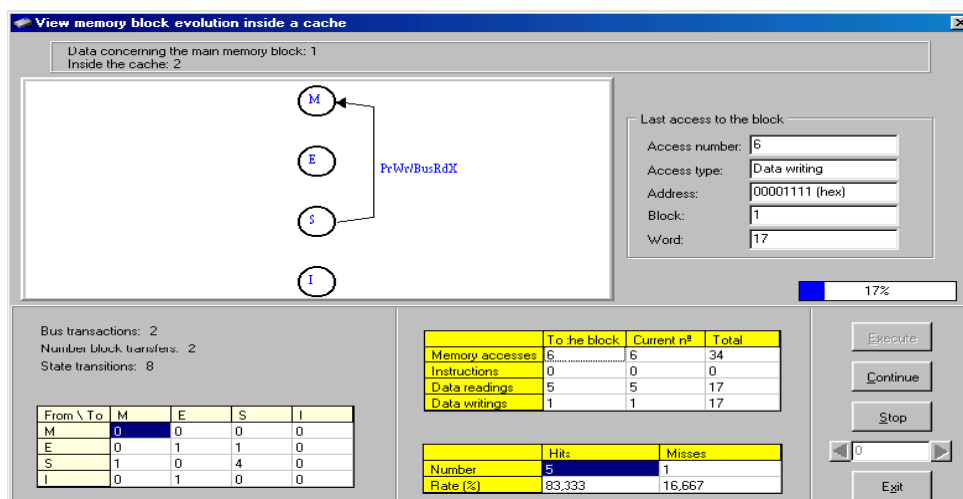 View memory block evolution inside a cache
Data concerning the main memory block: 1
Inside the cache: 2
M
E
PrWr/BusRdX
S
I
Last access to the block
Access number: 6
Access type: Data writing
Address: 00001111 (hex)
Block: 1
Word: 17
17%
Bus transactions: 2
Number block transfers: 2
State transitions: 8
From \ To M E S I
M 0 0 0 0
E 0 1 1 0
S 1 0 4 0
I 0 1 0 0
To the block Current nº Total
Memory accesses 6 6 34
Instructions 0 0 0
Data readings 5 5 17
Data writings 1 1 17
Hits Misses
Number 5 1
Rate (%) 83,333 16,667
Execute
Continue
Stop
0
Exit